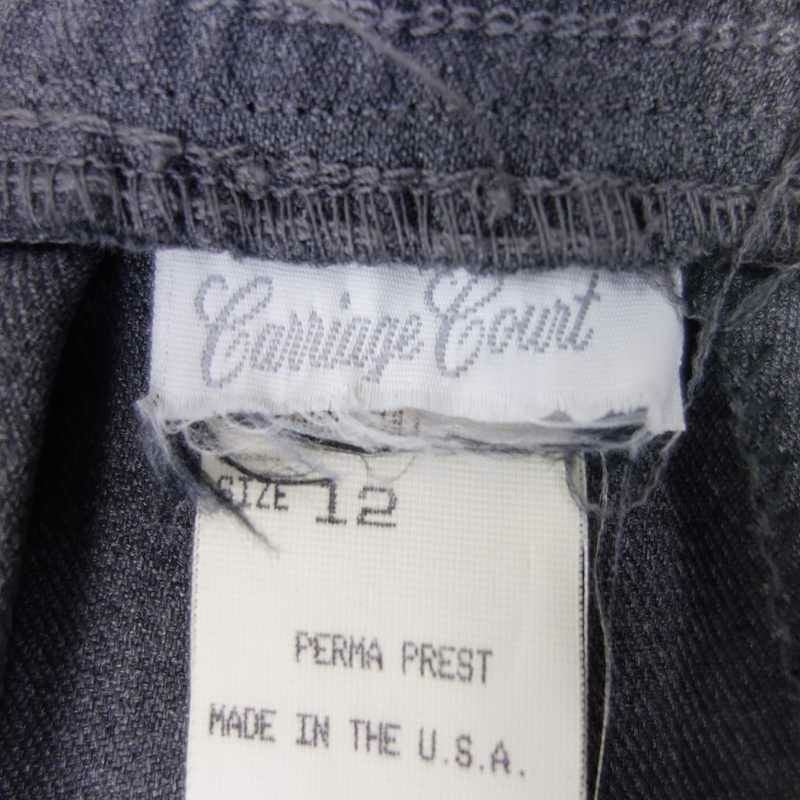 Carriage Court
SIZE 12
PERMA PREST
MADE IN THE U.S.A.